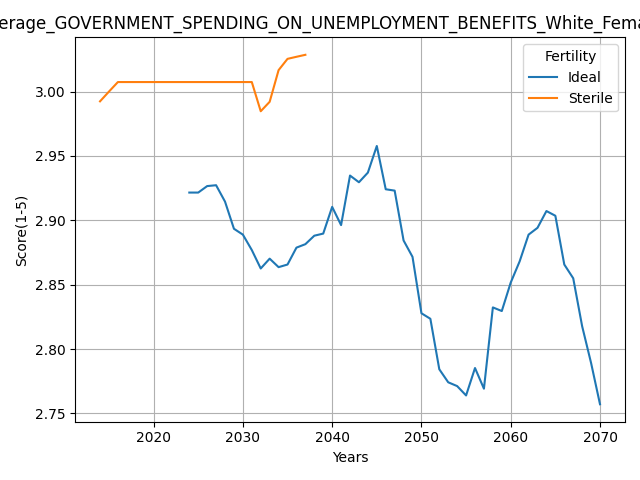 erage_GOVERNMENT_SPENDING_ON_UNEMPLOYMENT_BENEFITS_White_Fema
Fertility
Ideal
Sterile
3.00
2.95
2.90
2.85
2.80
2.75
Score(1-5)
2020 2030 2040 2050 2060 2070
Years